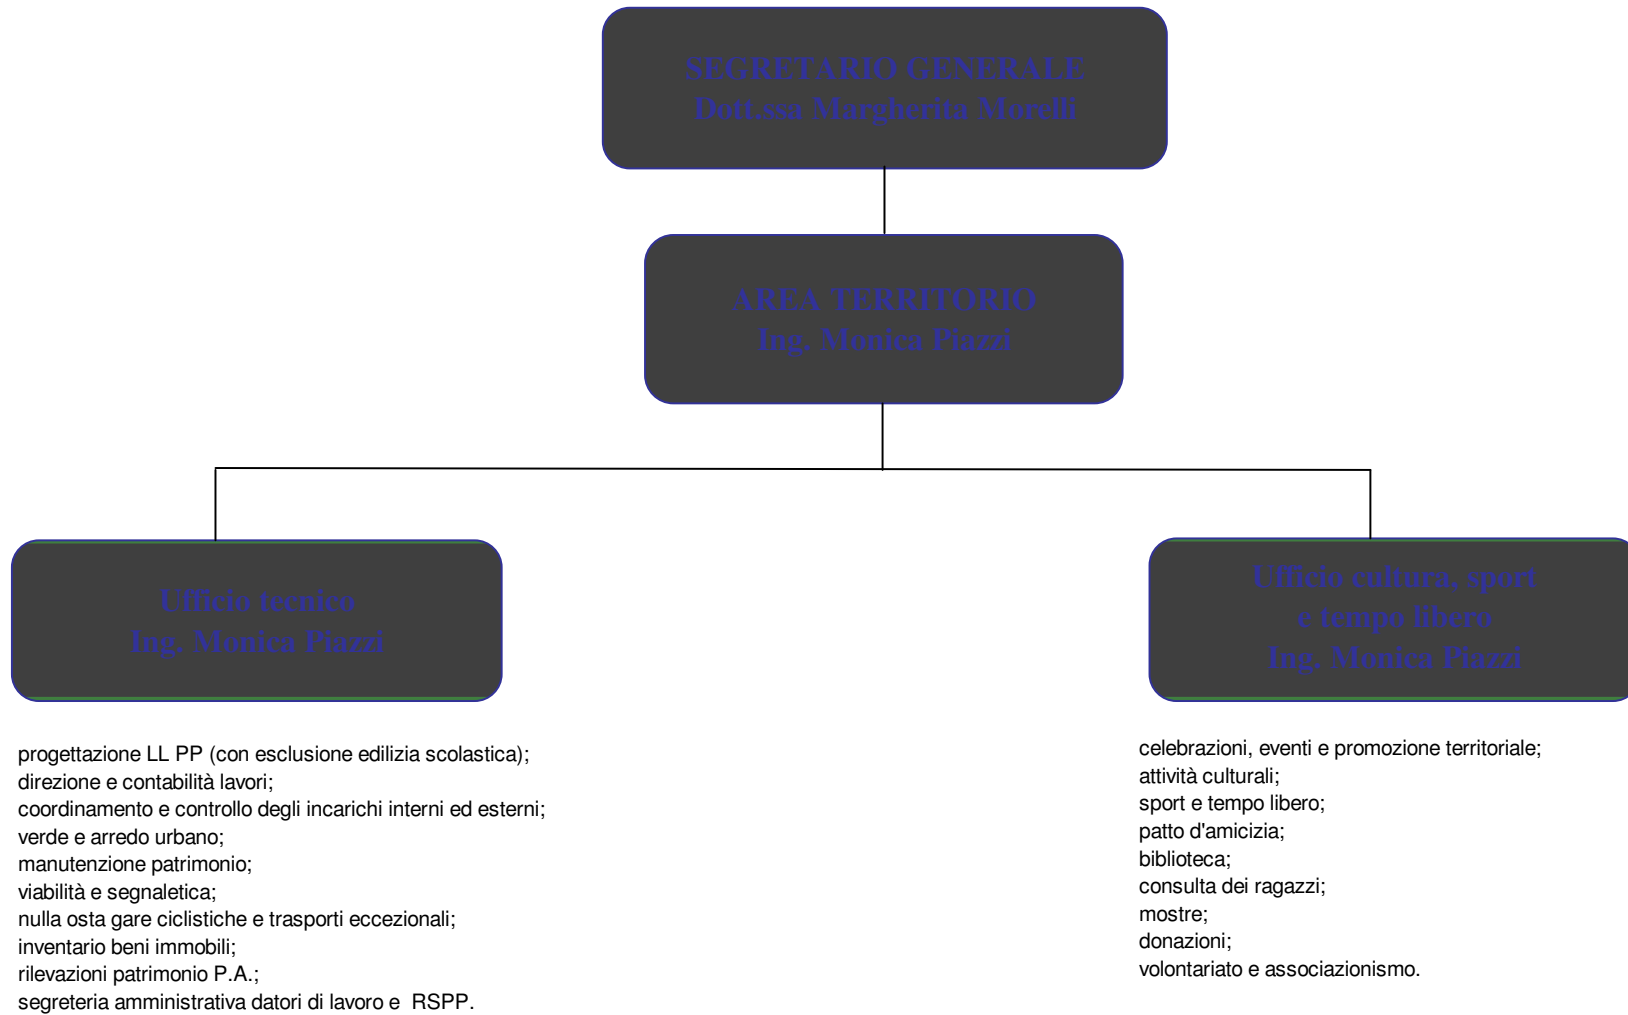 SEGRETARIO GENERALE
Dott.ssa Margherita Morelli
AREA TERRITORIO
Ing. Monica Piazzi
Ufficio tecnico
Ing. Monica Piazzi
progettazione LL PP (con esclusione edilizia scolastica);
direzione e contabilità lavori;
coordinamento e controllo degli incarichi interni ed esterni;
verde e arredo urbano;
manutenzione patrimonio;
viabilità e segnaletica;
nulla osta gare ciclistiche e trasporti eccezionali;
inventario beni immobili;
rilevazioni patrimonio P.A.;
segreteria amministrativa datori di lavoro e  RSPP.
Ufficio cultura, sport
e tempo libero
Ing. Monica Piazzi
celebrazioni, eventi e promozione territoriale;
attività culturali;
sport e tempo libero;
patto d'amicizia;
biblioteca;
consulta dei ragazzi;
mostre;
donazioni;
volontariato e associazionismo.